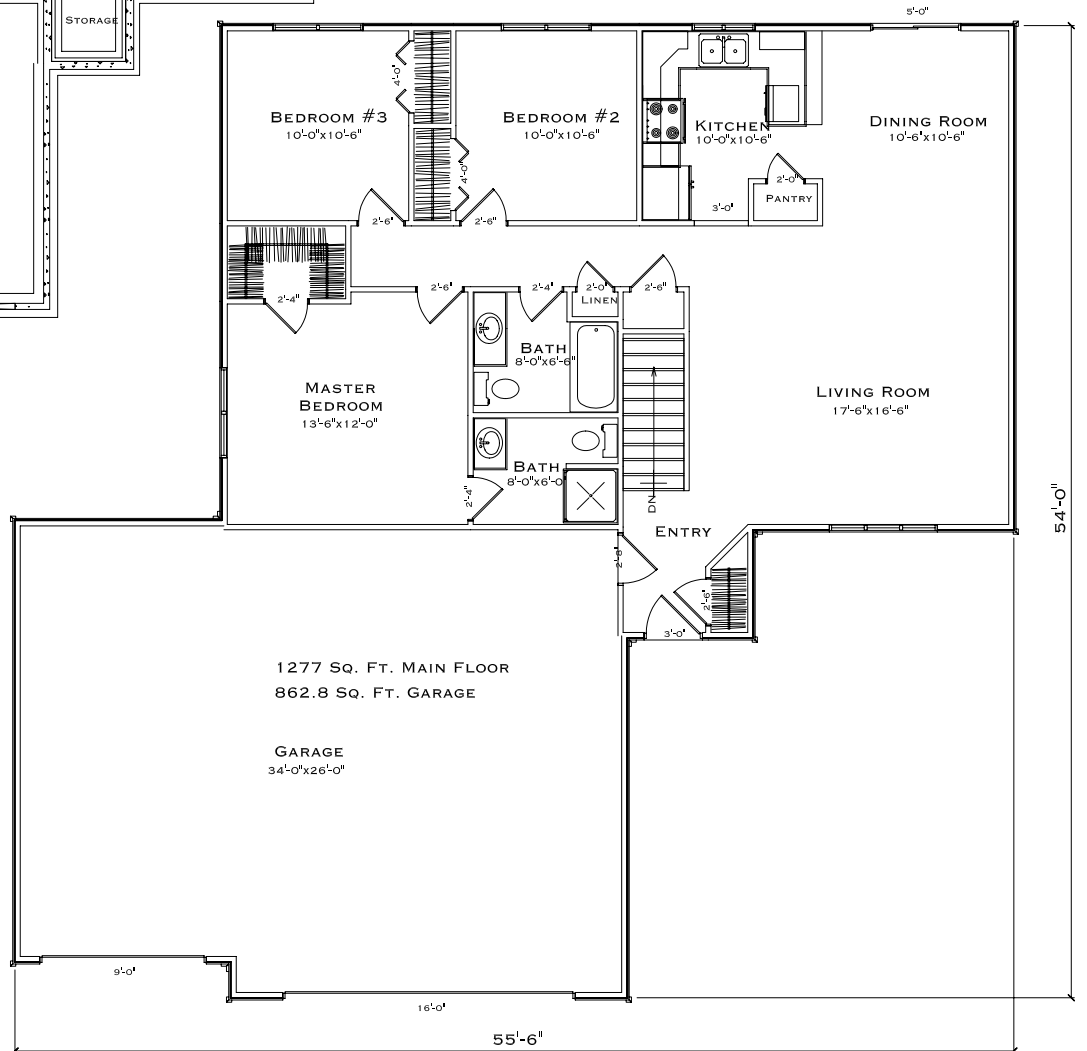 STORAGE
5'-0"
4'-0"
BEDROOM #3
10'-0"x10'-6"
BEDROOM #2
10'-0"x10'-6"
KITCHEN
10'-0"x10'-6"
DINING ROOM
10'-6"x10'-6"
4'-0"
2'-0"
PANTRY
2'-6"
2'-6"
3'-0"
2'-4"
2'-6"
2'-4"
2'-0"
2'-6"
LINEN
BATH
8'-0"x6'-6"
MASTER
BEDROOM
13'-6"x12'-0"
LIVING ROOM
17'-6"x16'-6"
BATH
8'-0"x6'-0"
2'-4"
DN
ENTRY
54'-0"
2'-8"
2'-6"
3'-0"
1277 SQ. FT. MAIN FLOOR
862.8 SQ. FT. GARAGE
GARAGE
34'-0"x26'-0"
9'-0"
16'-0"
55'-6"